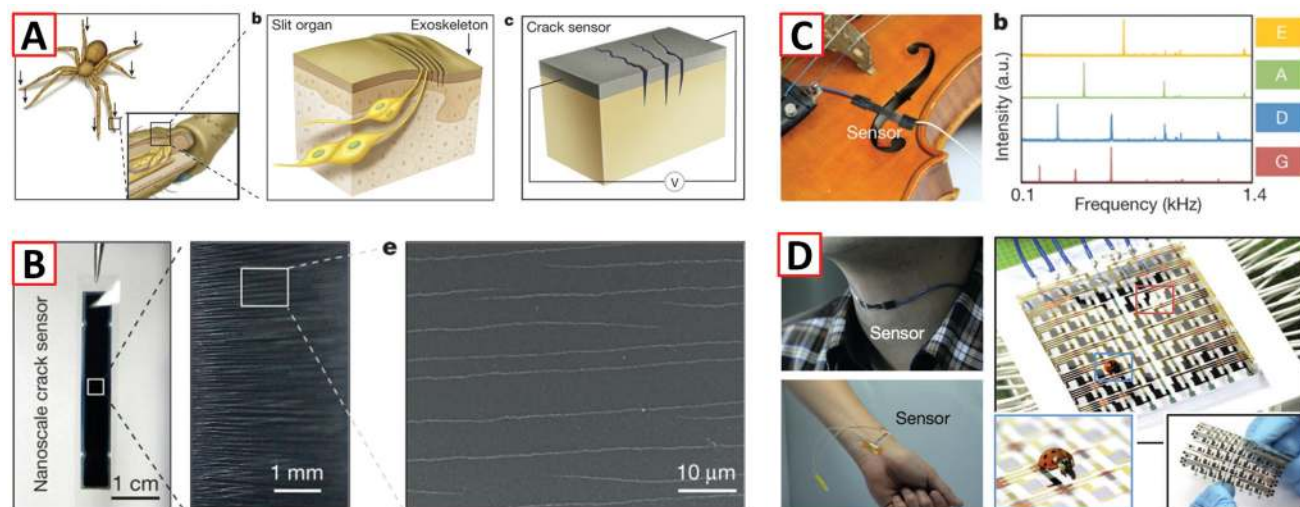 A
b
Slit organ
Exoskeleton
c
Crack sensor
V
B
Nanoscale crack sensor
1 cm
1 mm
e
10 μm
C
Sensor
b
Intensity (a.u.)
E
A
D
G
0.1
1.4
Frequency (kHz)
D
Sensor
Sensor